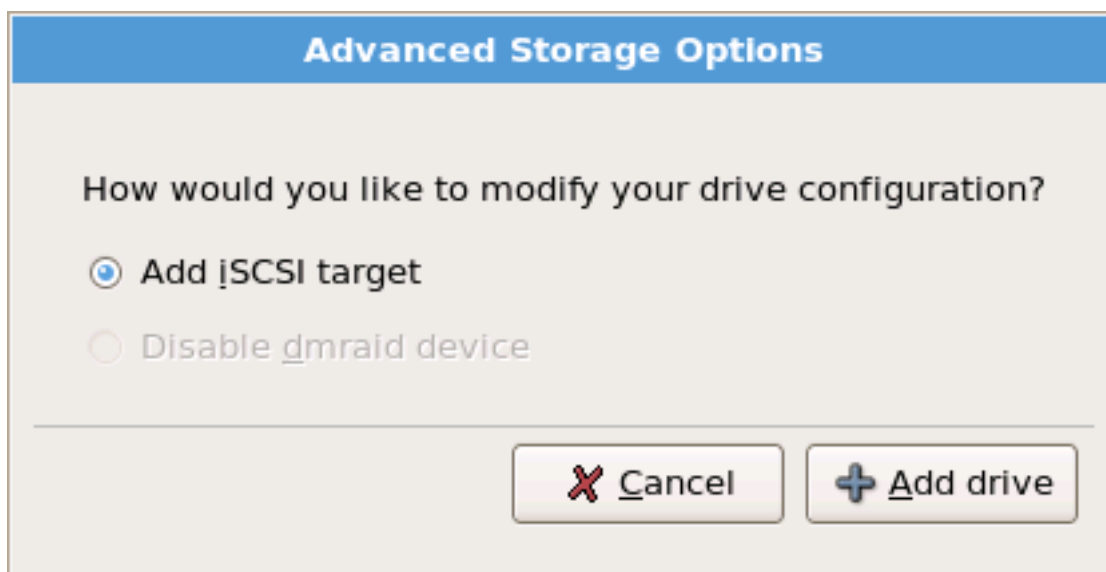 Advanced Storage Options
How would you like to modify your drive configuration?
Add iSCSI target
Disable dmraid device
Cancel
Add drive